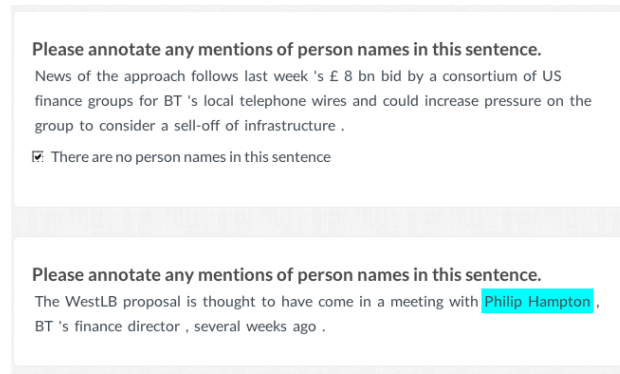 Please annotate any mentions of person names in this sentence.
News of the approach follows last week 's £ 8 bn bid by a consortium of US
finance groups for BT 's local telephone wires and could increase pressure on the
group to consider a sell-off of infrastructure .
There are no person names in this sentence
Please annotate any mentions of person names in this sentence.
The WestLB proposal is thought to have come in a meeting with Philip Hampton ,
BT 's finance director , several weeks ago .